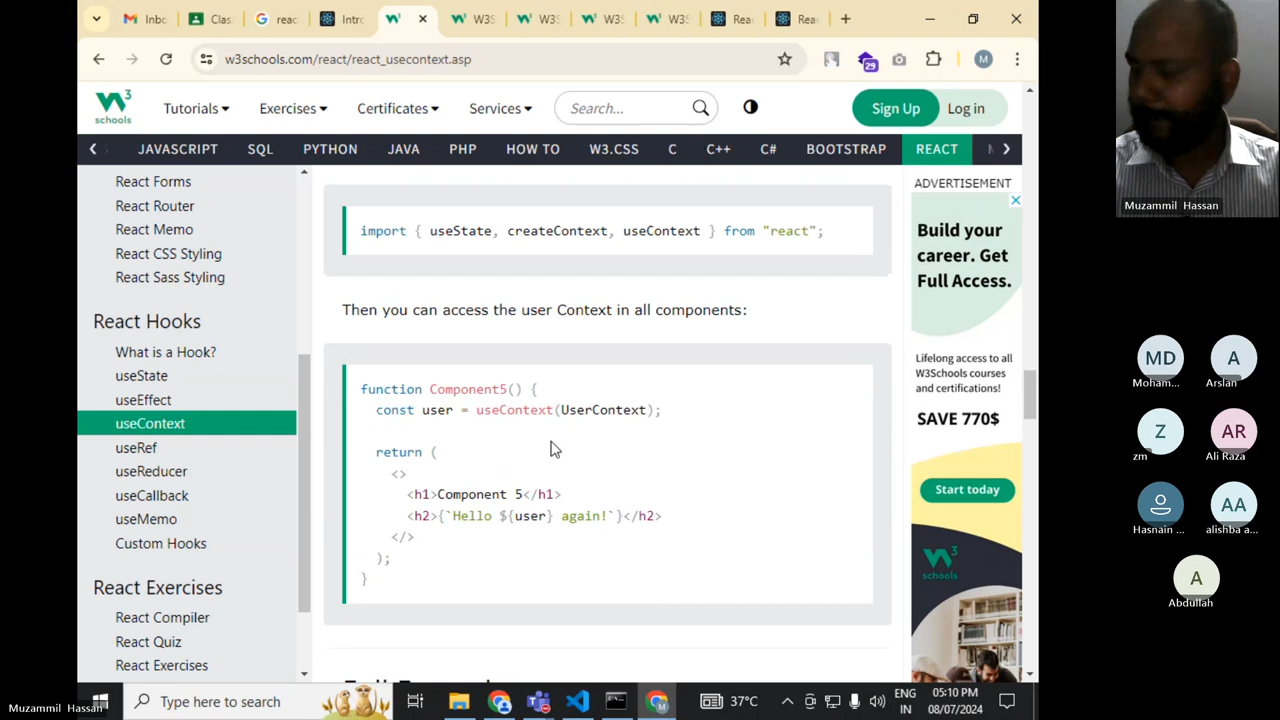 Inbo
Clas
reac
Intro
W3S
W3S
W3S
W3S
Rea
Rea
w3schools.com/react/react_usecontext.asp
29
M
3
schools
Tutorials
Exercises
Certificates
Services
Search...
Sign Up
Log in
JAVASCRIPT
SQL
PYTHON
JAVA
PHP
HOW TO
W3.CSS
C
C++
C#
BOOTSTRAP
REACT
React Forms
React Router
React Memo
React CSS Styling
React Sass Styling
React Hooks
What is a Hook?
useState
useEffect
useContext
useRef
useReducer
useCallback
useMemo
Custom Hooks
React Exercises
React Compiler
React Quiz
React Exercises
import { useState, createContext, useContext } from "react";
Then you can access the user Context in all components:
function Component5() {
const user = useContext(UserContext);
return (
<>
<h1>Component 5</h1>
<h2>{`Hello ${user} again!`}</h2>
</>
);
}
ADVERTISEMENT
Build your
career. Get
Full Access.
Lifelong access to all
W3Schools courses
and certifications!
SAVE 770$
Start today
3
schools
Type here to search
37°C
ENG
IN
05:10 PM
08/07/2024
Muzammil Hassan
Muzammil Hassan
MD
Moham...
A
Arslan
Z
zm
AR
Ali Raza
Hasnain ...
AA
alishba a...
A
Abdullah